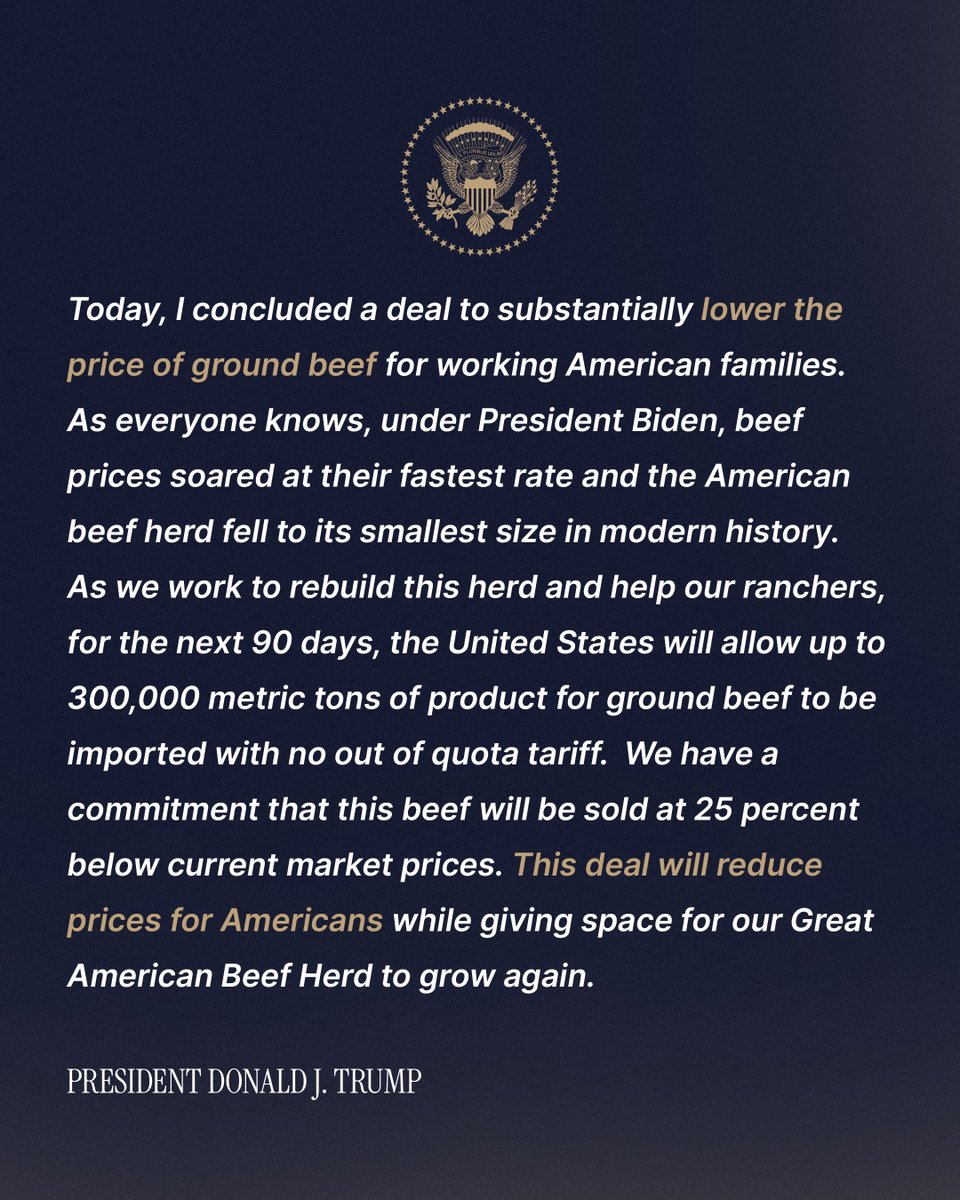 PLURIBUS UNUM
Today, I concluded a deal to substantially lower the
price of ground beef for working American families.
As everyone knows, under President Biden, beef
prices soared at their fastest rate and the American
beef herd fell to its smallest size in modern history.
As we work to rebuild this herd and help our ranchers,
for the next 90 days, the United States will allow up to
300,000 metric tons of product for ground beef to be
imported with no out of quota tariff.  We have a
commitment that this beef will be sold at 25 percent
below current market prices. This deal will reduce
prices for Americans while giving space for our Great
American Beef Herd to grow again.
PRESIDENT DONALD J. TRUMP